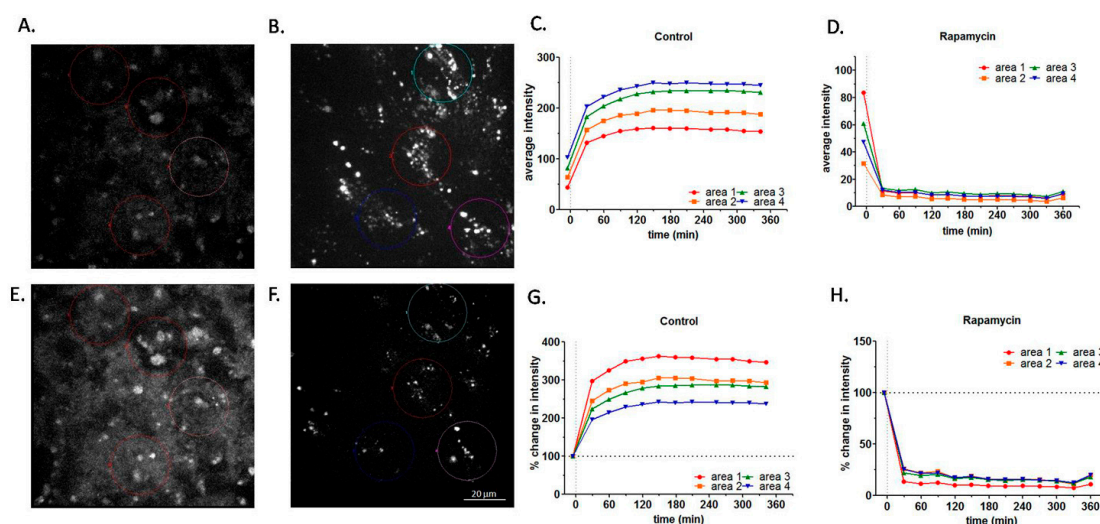 A.
B.
C.
Control
average intensity
300
200
100
0
area 1
area 3
area 2
area 4
0 60 120 180 240 300 360
time (min)
D.
Rapamycin
average intensity
100
80
60
40
20
0
area 1
area 3
area 2
area 4
0 60 120 180 240 300 360
time (min)
E.
F.
20 µm
G.
Control
% change in intensity
400
300
200
100
0
area 1
area 3
area 2
area 4
0 60 120 180 240 300 360
time (min)
H.
Rapamycin
% change in intensity
150
100
50
0
area 1
area 3
area 2
area 4
0 60 120 180 240 300 360
time (min)